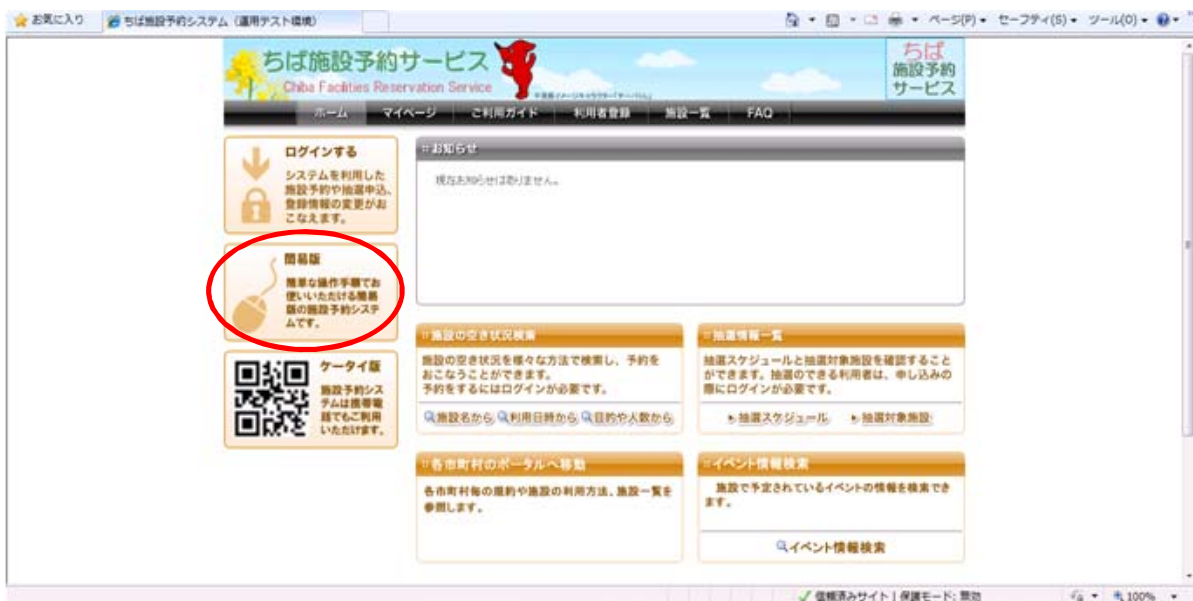 お気に入り
ちば施設予約システム（運用テスト環境）
ページ(P)
セーフティ(S)
ツール(O)
ちば施設予約サービス
Chiba Facilities Reservation Service
ちば
施設予約
サービス
ホーム
マイページ
ご利用ガイド
利用者登録
施設一覧
FAQ
ログインする
システムを利用した
施設予約や抽選申込、
登録情報の変更がお
こなえます。
簡易版
簡単な操作手順でお
使いいただける簡易
版の施設予約システ
ムです。
ケータイ版
施設予約シス
テムは携帯電
話でもご利用
いただけます。
お知らせ
現在お知らせはありません。
施設の空き状況検索
施設の空き状況を様々な方法で検索し、予約を
おこなうことができます。
予約をするにはログインが必要です。
施設名から
利用日時から
目的や人数から
抽選情報一覧
抽選スケジュールと抽選対象施設を確認すること
ができます。抽選のできる利用者は、申し込みの
際にログインが必要です。
抽選スケジュール
抽選対象施設
各市町村のポータルへ移動
各市町村毎の規約や施設の利用方法、施設一覧を
参照します。
イベント情報検索
施設で予定されているイベントの情報を検索でき
ます。
イベント情報検索
信頼済みサイト | 保護モード: 無効
100%